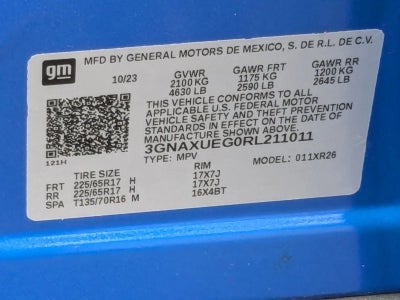 gm
MFD BY GENERAL MOTORS DE MEXICO, S. DE R.L. DE C.V.
10/23 GVWR GAWR FRT GAWR RR
2100 KG 1175 KG 1200 KG
4630 LB 2590 LB 2645 LB
THIS VEHICLE CONFORMS TO ALL
APPLICABLE U.S. FEDERAL MOTOR
VEHICLE SAFETY AND THEFT PREVENTION
STANDARDS IN EFFECT ON THE DATE OF
MANUFACTURE SHOWN ABOVE.
3GNAXUEG0RL211011
121H TYPE: MPV MODEL: 011XR26
TIRE SIZE RIM
FRT 225/65R17 H 17X7J
RR 225/65R17 H 17X7J
SPA T135/70R16 M 16X4BT